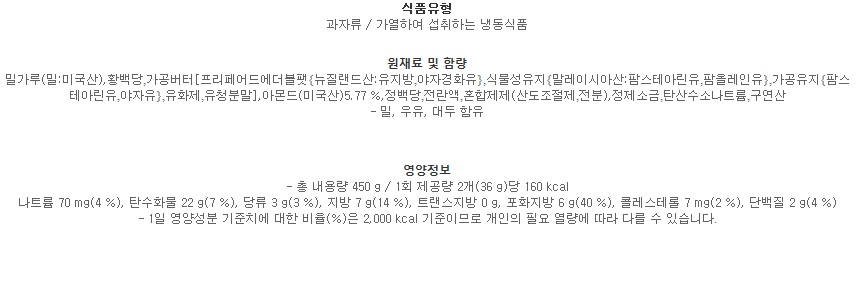 식품유형
과자류 / 가열하여 섭취하는 냉동식품
원재료 및 함량
밀가루(밀:미국산),황백당,가공버터[프리페어드에더블팻{뉴질랜드산:유지방,야자경화유},식물성유지{말레이시아산:팜스테아린유,팜올레인유},가공유지{팜스
테아린유,야자유},유화제,유청분말],아몬드(미국산)5.77 %,정백당,전란액,혼합제제(산도조절제,전분),정제소금,탄산수소나트륨,구연산
- 밀, 우유, 대두 함유
영양정보
- 총 내용량 450 g / 1회 제공량 2개(36 g)당 160 kcal
나트륨 70 mg(4 %), 탄수화물 22 g(7 %), 당류 3 g(3 %), 지방 7 g(14 %), 트랜스지방 0 g, 포화지방 6 g(40 %), 콜레스테롤 7 mg(2 %), 단백질 2 g(4 %)
- 1일 영양성분 기준치에 대한 비율(%)은 2,000 kcal 기준이므로 개인의 필요 열량에 따라 다를 수 있습니다.